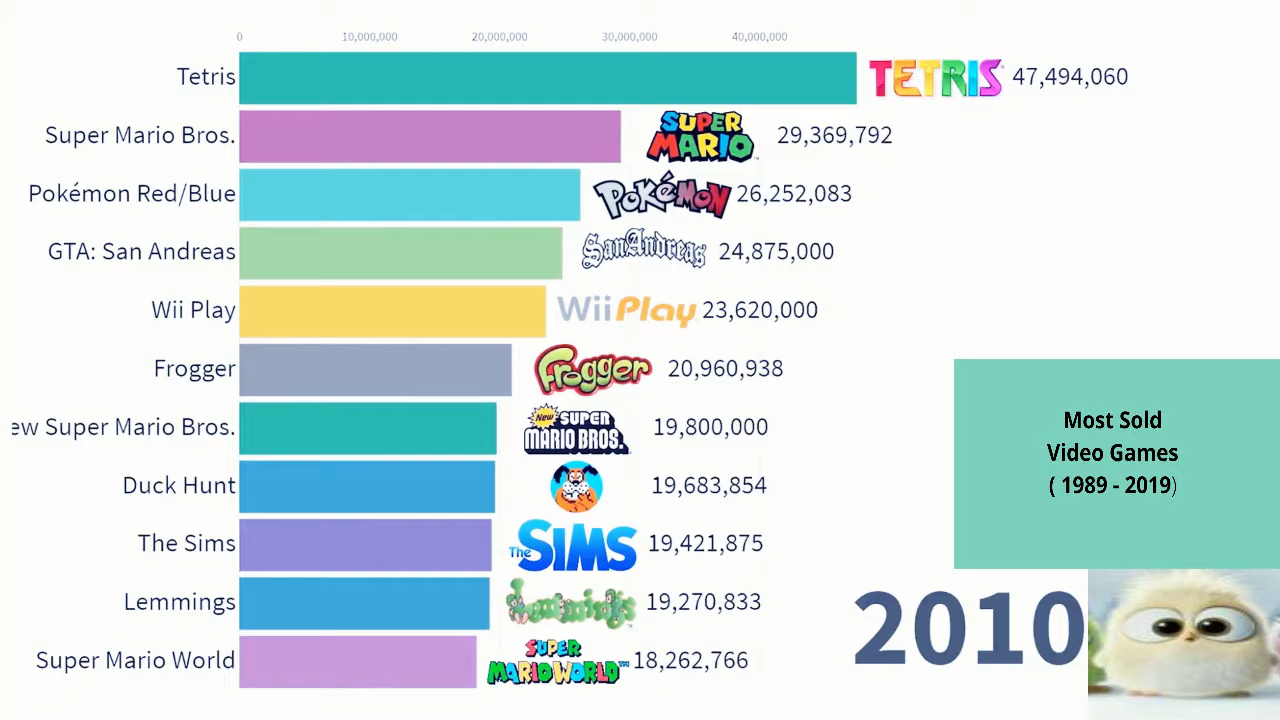 0 10,000,000 20,000,000 30,000,000 40,000,000
Tetris TETRIS 47,494,060
Super Mario Bros. SUPER MARIO 29,369,792
Pokémon Red/Blue POKéMON 26,252,083
GTA: San Andreas San Andreas 24,875,000
Wii Play Wii Play 23,620,000
Frogger Frogger 20,960,938
ew Super Mario Bros. New SUPER MARIO BROS. 19,800,000
Duck Hunt 19,683,854
The Sims The SIMS 19,421,875
Lemmings Lemmings 19,270,833
Super Mario World SUPER MARIO WORLD™ 18,262,766
Most Sold
Video Games
( 1989 - 2019)
2010